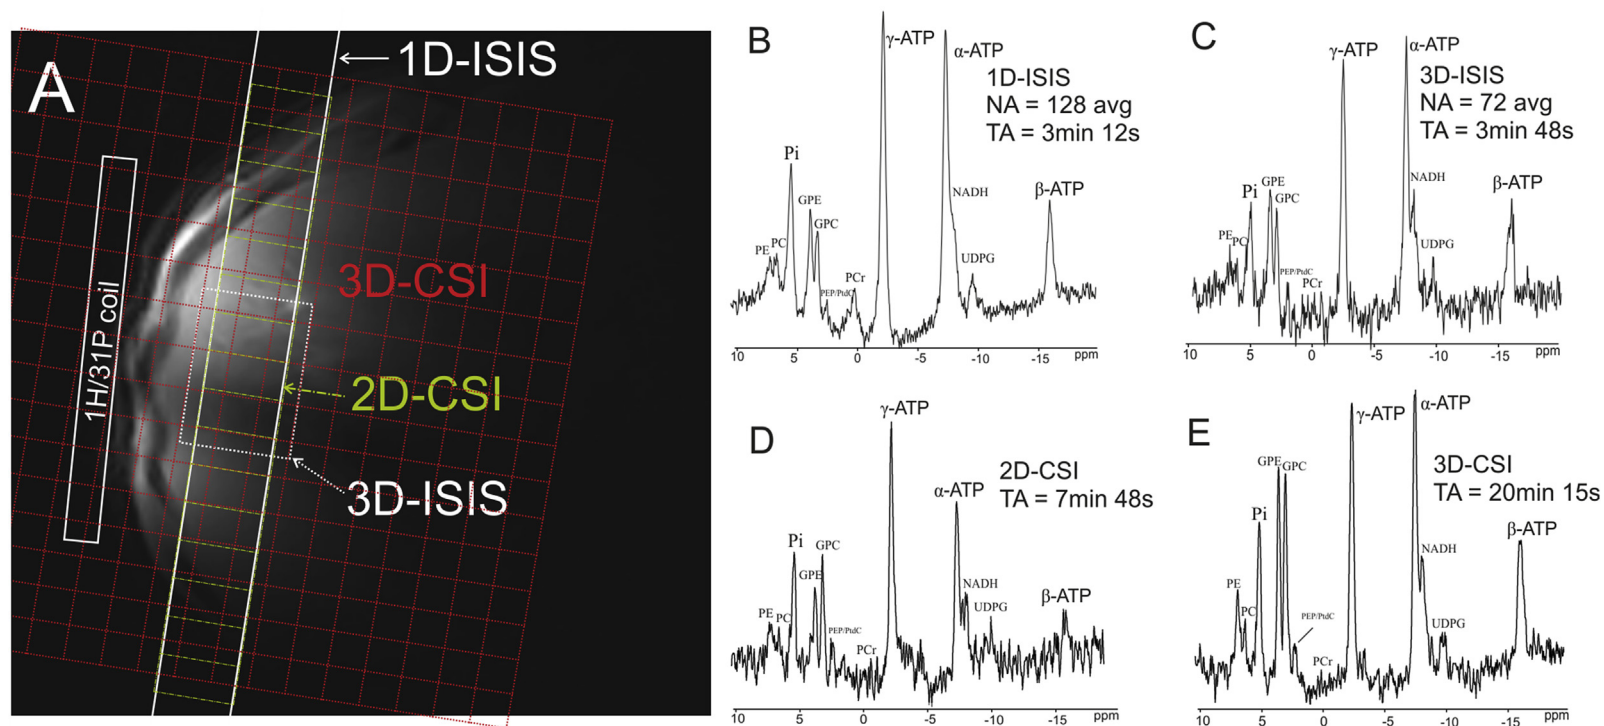 A
1D-ISIS
3D-CSI
2D-CSI
3D-ISIS
1H/31P coil
B
γ-ATP
α-ATP
1D-ISIS
NA = 128 avg
TA = 3min 12s
Pi
NADH
GPE
GPC
β-ATP
PE
PC
UDPG
PCr
PEP/PtdC
10 5 0 -5 -10 -15 ppm
C
γ-ATP
α-ATP
3D-ISIS
NA = 72 avg
TA = 3min 48s
Pi
GPE
GPC
NADH
β-ATP
PE
PC
UDPG
PEP/PtdC
PCr
10 5 0 -5 -10 -15 ppm
D
γ-ATP
2D-CSI
α-ATP
TA = 7min 48s
Pi
GPC
GPE
NADH
β-ATP
PE
PC
UDPG
PEP/PtdC
PCr
10 5 0 -5 -10 -15 ppm
E
γ-ATP
α-ATP
3D-CSI
TA = 20min 15s
GPE
GPC
Pi
β-ATP
NADH
PE
PC
PEP/PtdC
UDPG
PCr
10 5 0 -5 -10 -15 ppm